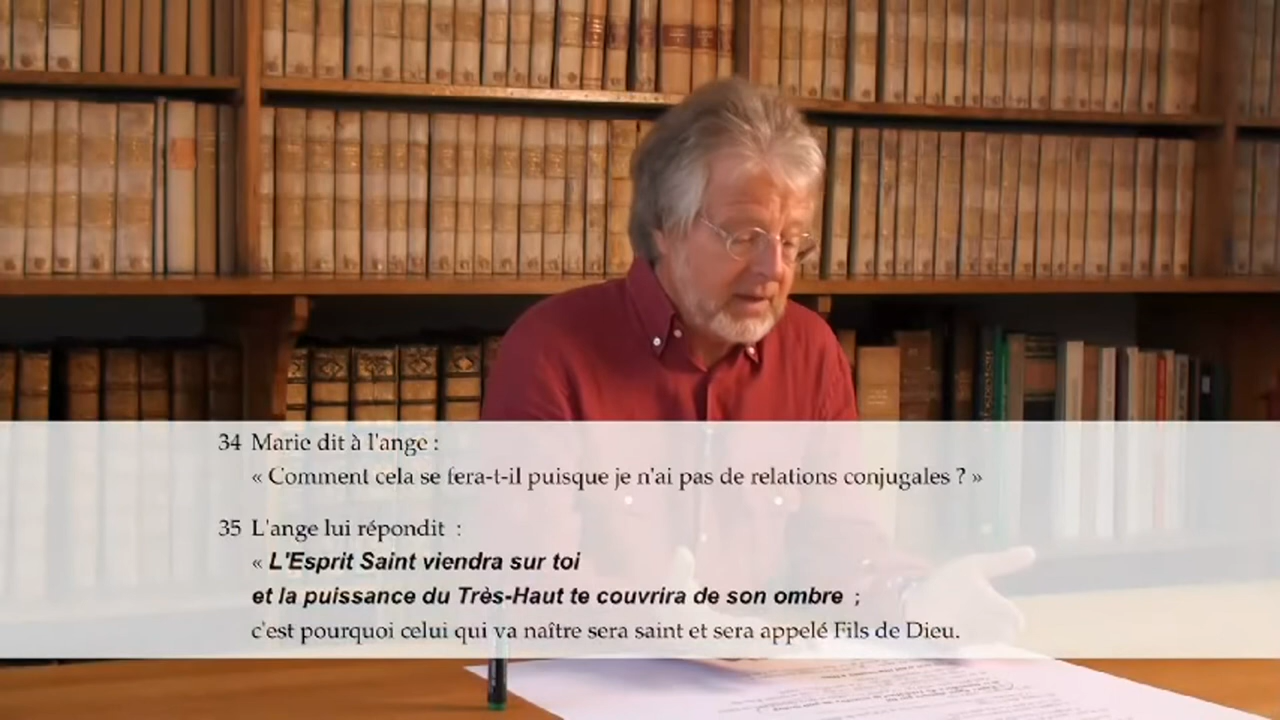 34 Marie dit à l'ange :
« Comment cela se fera-t-il puisque je n'ai pas de relations conjugales ? »
35 L'ange lui répondit :
« L'Esprit Saint viendra sur toi
et la puissance du Très-Haut te couvrira de son ombre ;
c'est pourquoi celui qui va naître sera saint et sera appelé Fils de Dieu.